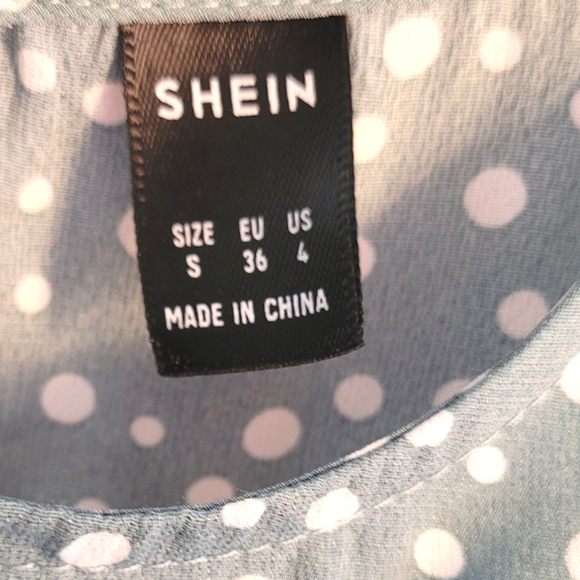 SHEIN
SIZE EU US
S 36 4
MADE IN CHINA